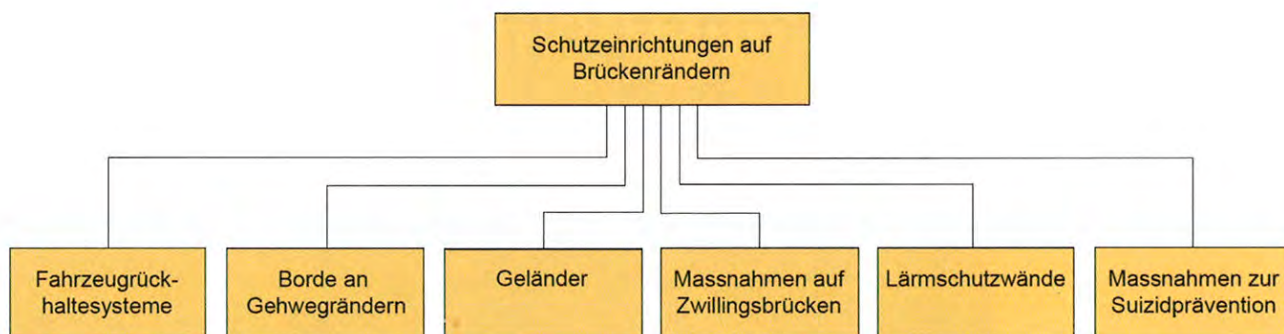 Schutzeinrichtungen auf
Brückenrändern
Fahrzeugrück-
haltesysteme
Borde an
Gehwegrändern
Geländer
Massnahmen auf
Zwillingsbrücken
Lärmschutzwände
Massnahmen zur
Suizidprävention